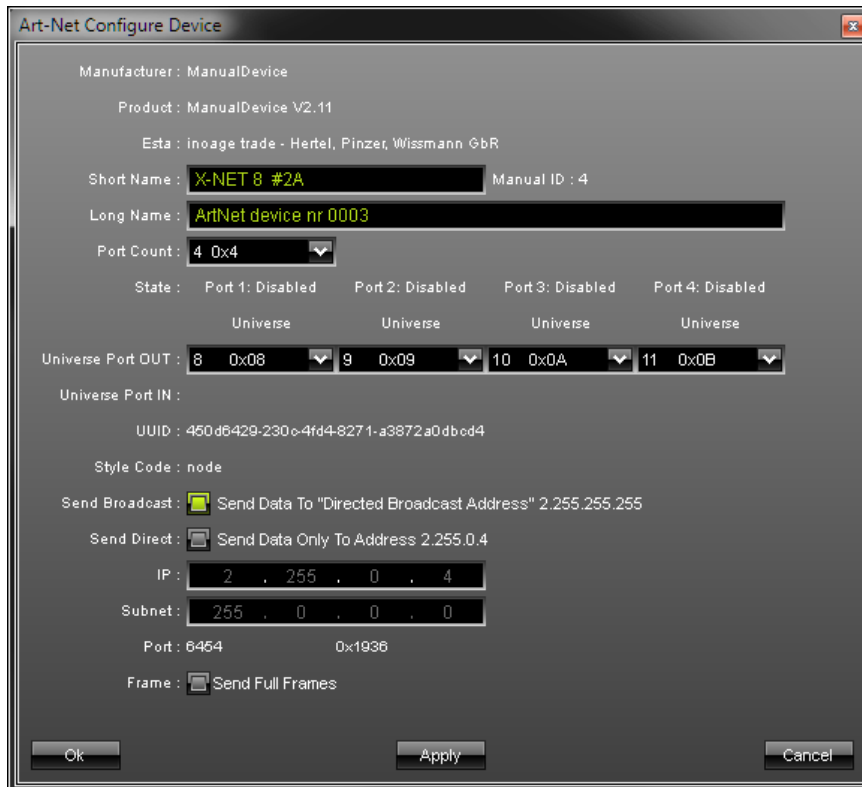 Art-Net Configure Device
Manufacturer : ManualDevice
Product : ManualDevice V2.11
Esta : inoage trade - Hertel, Pinzer, Wissmann GbR
Short Name : X-NET 8 #2A Manual ID : 4
Long Name : ArtNet device nr 0003
Port Count : 4 0x4
State : Port 1: Disabled Port 2: Disabled Port 3: Disabled Port 4: Disabled
Universe Universe Universe Universe
Universe Port OUT : 8 0x08 9 0x09 10 0x0A 11 0x0B
Universe Port IN :
UUID : 450d6429-230c-4fd4-8271-a3872a0dbcd4
Style Code : node
Send Broadcast : Send Data To "Directed Broadcast Address" 2.255.255.255
Send Direct : Send Data Only To Address 2.255.0.4
IP : 2 . 255 . 0 . 4
Subnet : 255 . 0 . 0 . 0
Port : 6454 0x1936
Frame : Send Full Frames
Ok Apply Cancel